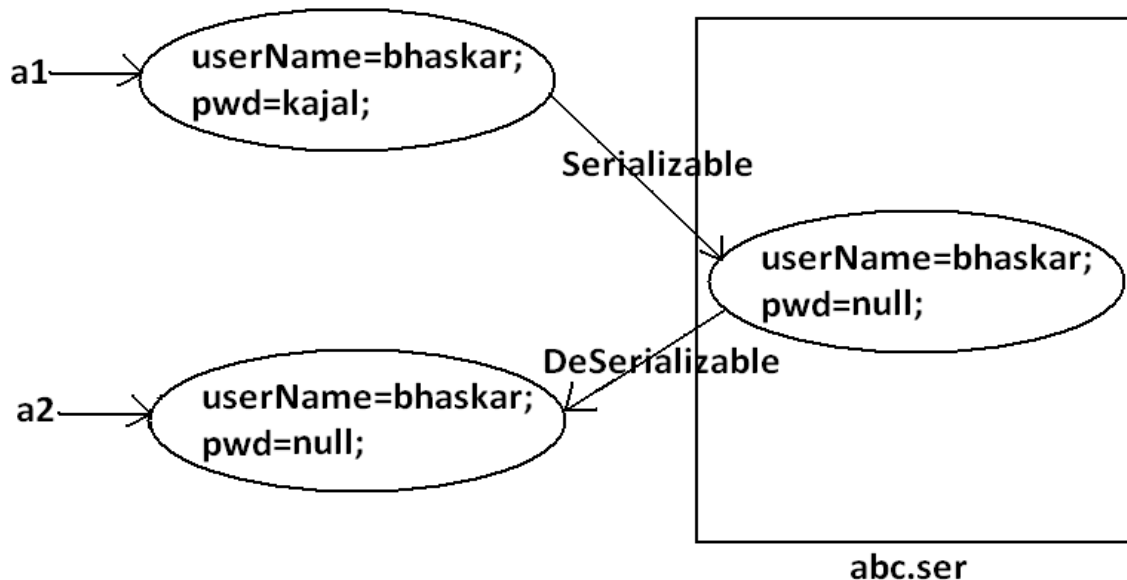 a1
userName=bhaskar;
pwd=kajal;
Serializable
userName=bhaskar;
pwd=null;
DeSerializable
a2
userName=bhaskar;
pwd=null;
abc.ser